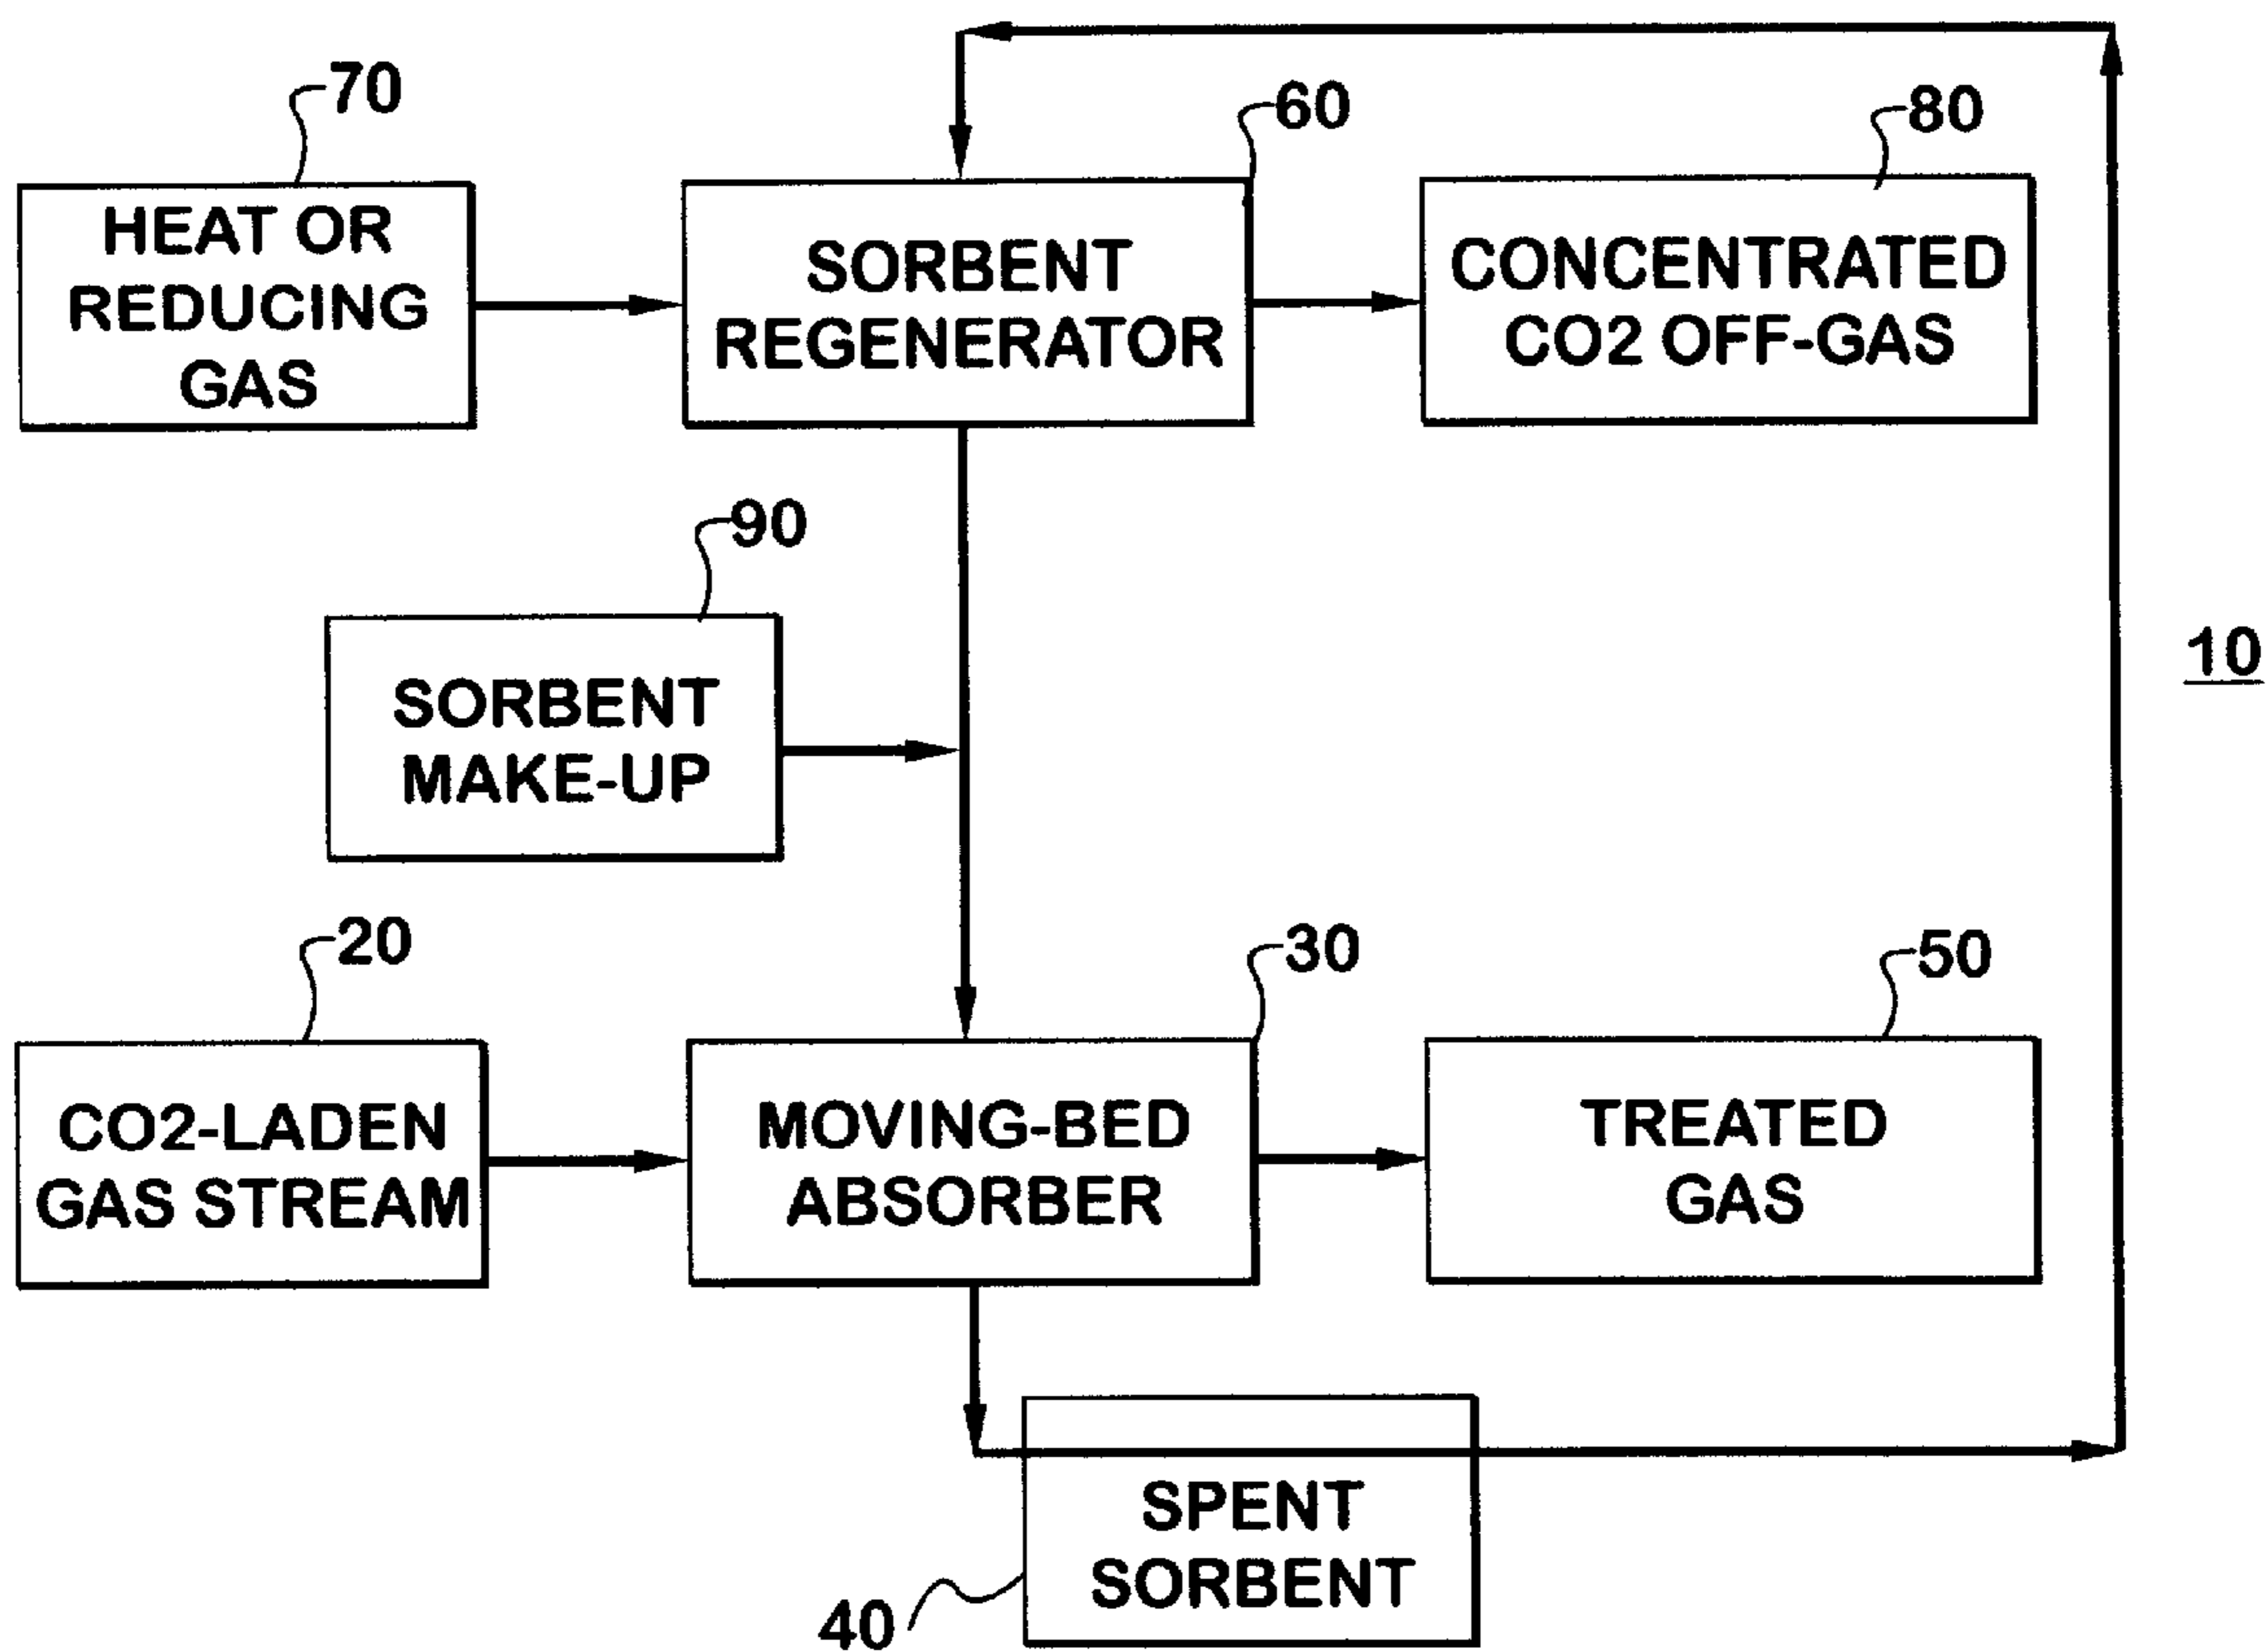 70
60
80
HEAT OR
REDUCING
GAS
SORBENT
REGENERATOR
CONCENTRATED
CO2 OFF-GAS
90
10
SORBENT
MAKE-UP
20
30
50
CO2-LADEN
GAS STREAM
MOVING-BED
ABSORBER
TREATED
GAS
SPENT
SORBENT
40